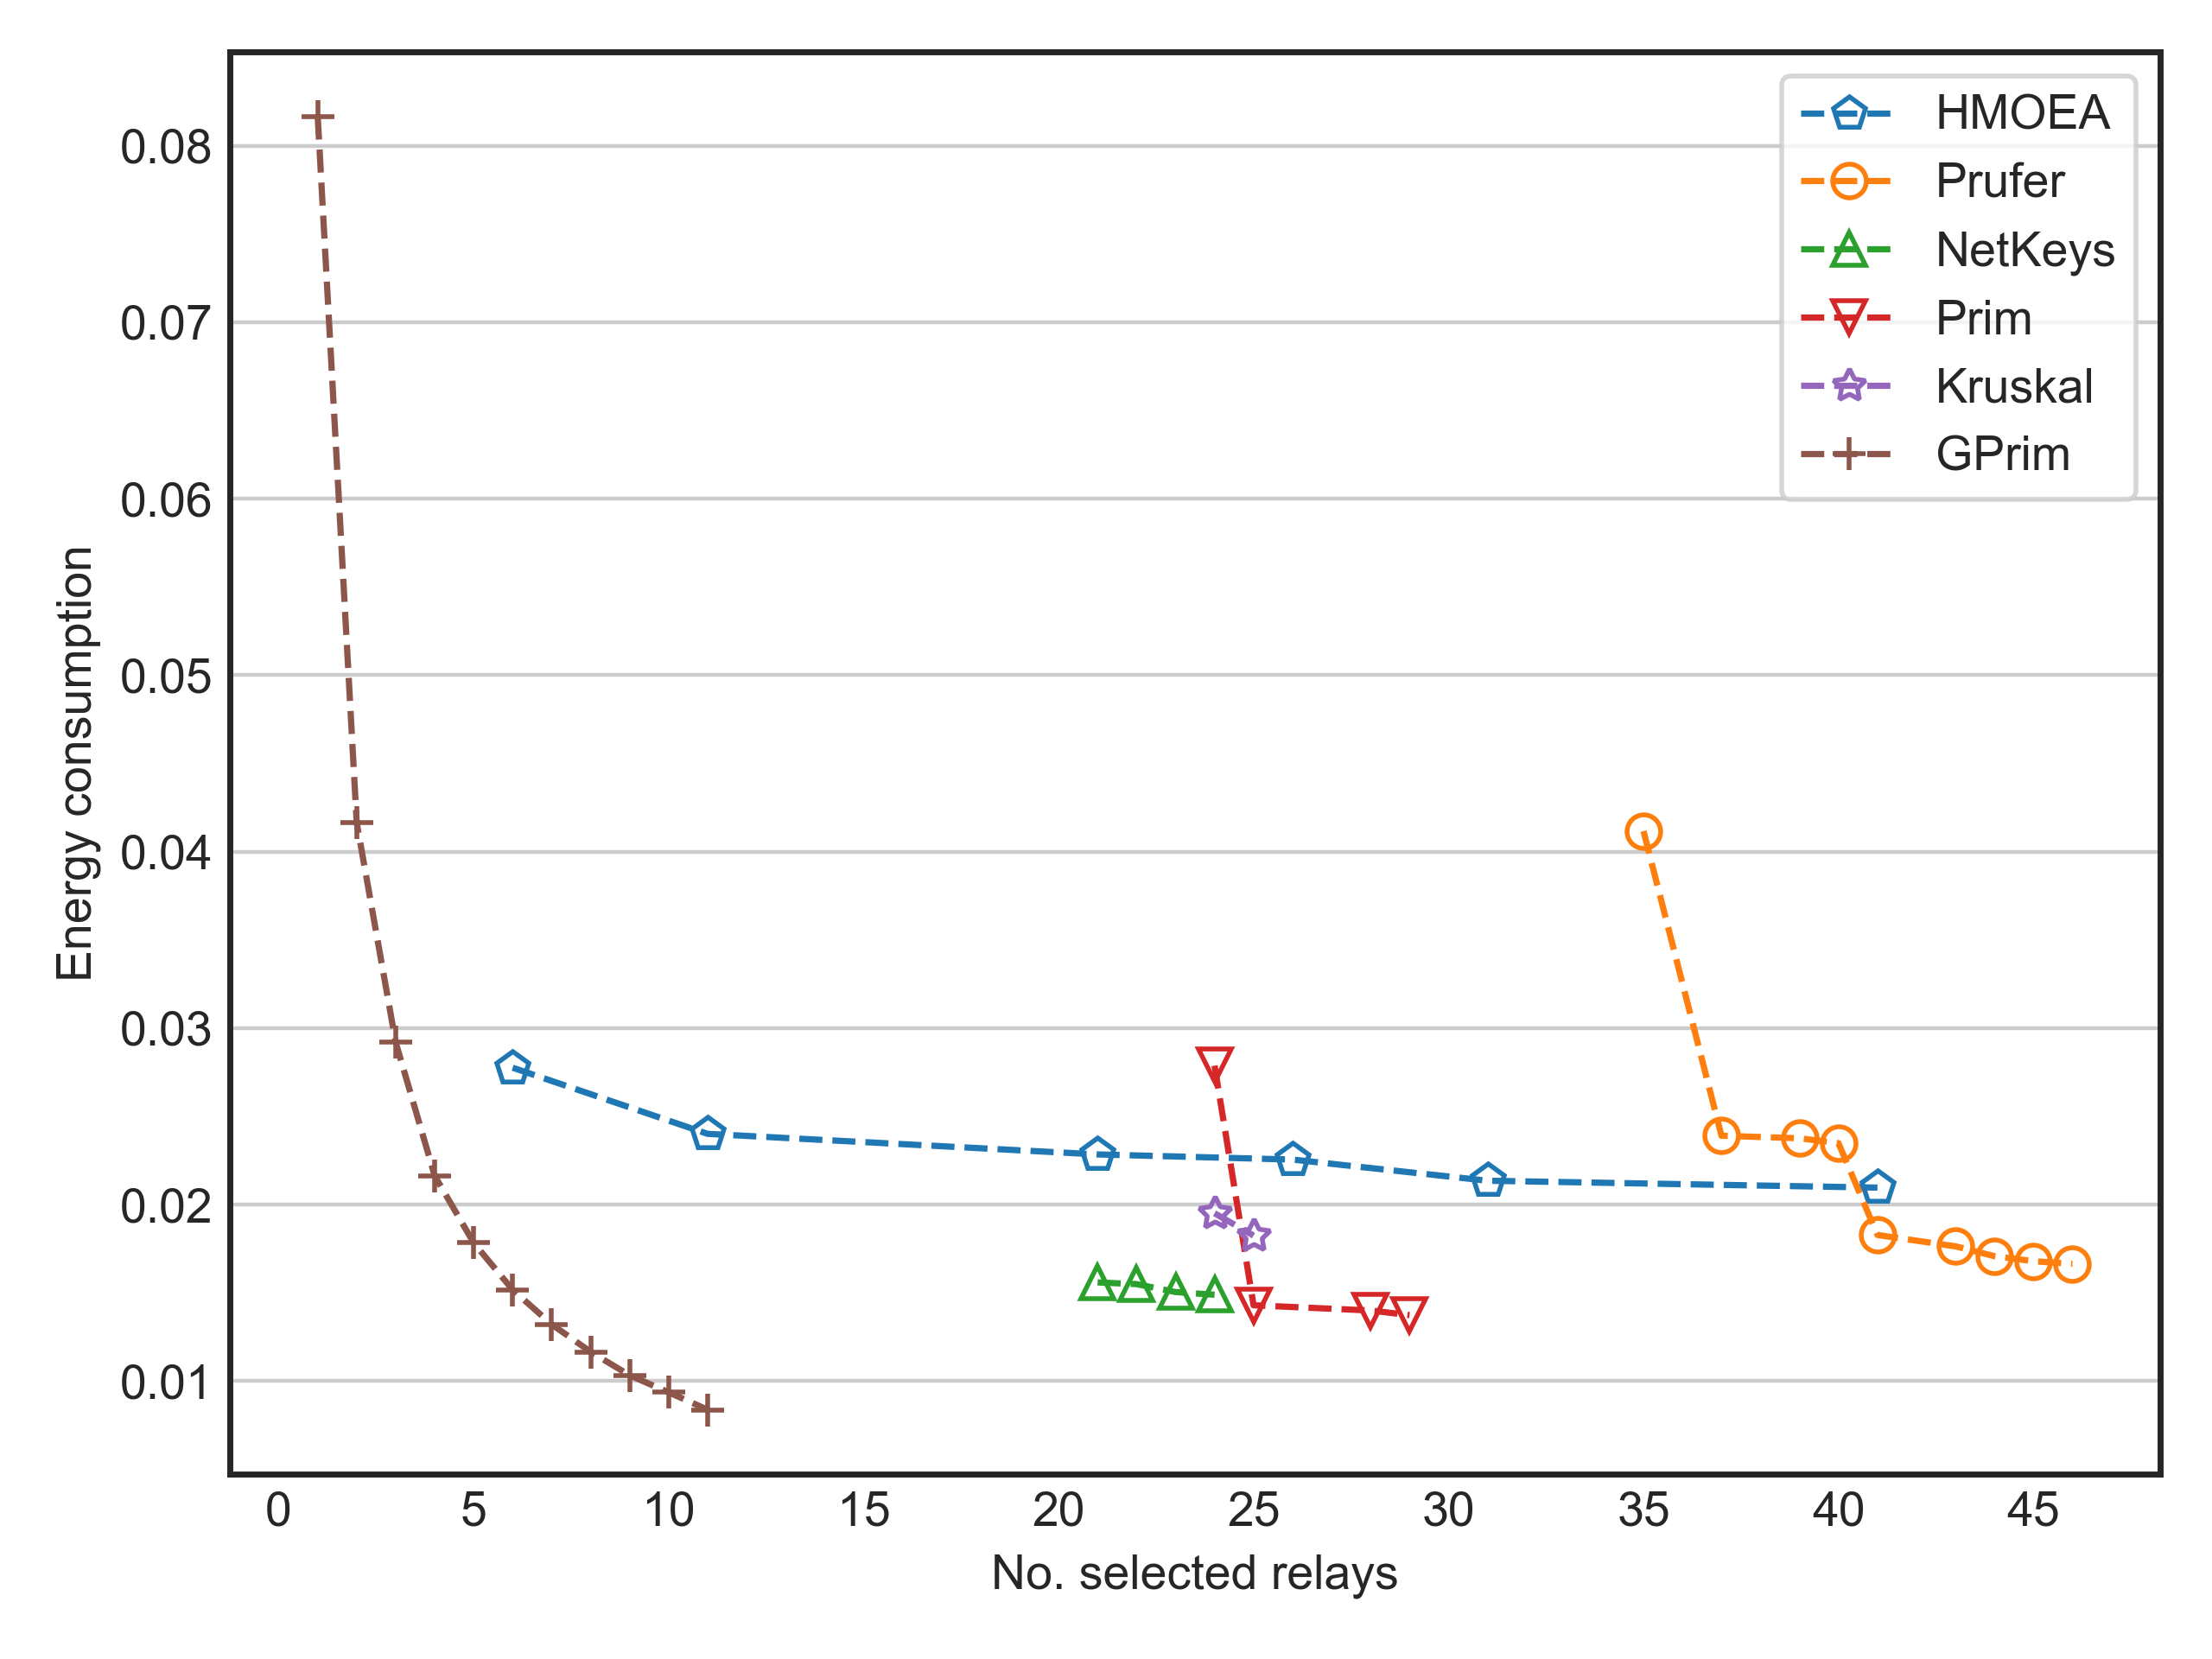 HMOEA
Prufer
NetKeys
Prim
Kruskal
GPrim
Energy consumption
0.08
0.07
0.06
0.05
0.04
0.03
0.02
0.01
0 5 10 15 20 25 30 35 40 45
No. selected relays